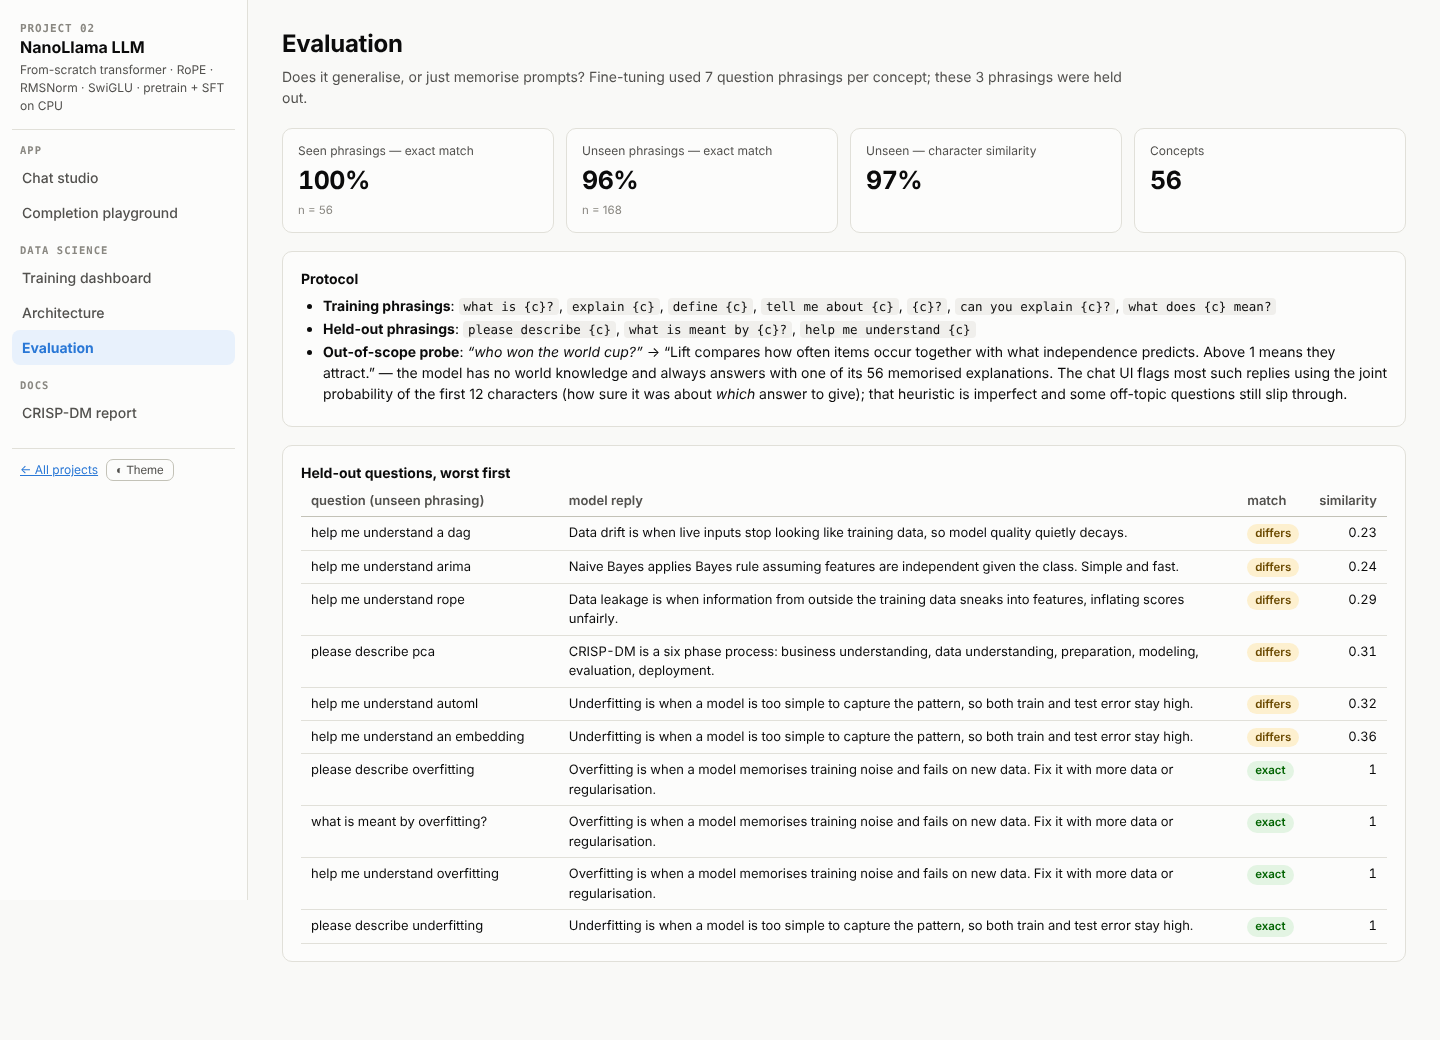 PROJECT 02
NanoLlama LLM
From-scratch transformer · RoPE ·
RMSNorm · SwiGLU · pretrain + SFT
on CPU
APP
Chat studio
Completion playground
DATA SCIENCE
Training dashboard
Architecture
Evaluation
DOCS
CRISP-DM report
← All projects
Theme
Evaluation
Does it generalise, or just memorise prompts? Fine-tuning used 7 question phrasings per concept; these 3 phrasings were held
out.
Seen phrasings — exact match
100%
n = 56
Unseen phrasings — exact match
96%
n = 168
Unseen — character similarity
97%
Concepts
56
Protocol
• Training phrasings: what is {c}?, explain {c}, define {c}, tell me about {c}, {c}?, can you explain {c}?, what does {c} mean?
• Held-out phrasings: please describe {c}, what is meant by {c}?, help me understand {c}
• Out-of-scope probe: “who won the world cup?” → “Lift compares how often items occur together with what independence predicts. Above 1 means they
attract.” — the model has no world knowledge and always answers with one of its 56 memorised explanations. The chat UI flags most such replies using the joint
probability of the first 12 characters (how sure it was about which answer to give); that heuristic is imperfect and some off-topic questions still slip through.
Held-out questions, worst first
question (unseen phrasing) model reply match similarity
help me understand a dag Data drift is when live inputs stop looking like training data, so model quality quietly decays. differs 0.23
help me understand arima Naive Bayes applies Bayes rule assuming features are independent given the class. Simple and fast. differs 0.24
help me understand rope Data leakage is when information from outside the training data sneaks into features, inflating scores differs 0.29
unfairly.
please describe pca CRISP-DM is a six phase process: business understanding, data understanding, preparation, modeling, differs 0.31
evaluation, deployment.
help me understand automl Underfitting is when a model is too simple to capture the pattern, so both train and test error stay high. differs 0.32
help me understand an embedding Underfitting is when a model is too simple to capture the pattern, so both train and test error stay high. differs 0.36
please describe overfitting Overfitting is when a model memorises training noise and fails on new data. Fix it with more data or exact 1
regularisation.
what is meant by overfitting? Overfitting is when a model memorises training noise and fails on new data. Fix it with more data or exact 1
regularisation.
help me understand overfitting Overfitting is when a model memorises training noise and fails on new data. Fix it with more data or exact 1
regularisation.
please describe underfitting Underfitting is when a model is too simple to capture the pattern, so both train and test error stay high. exact 1